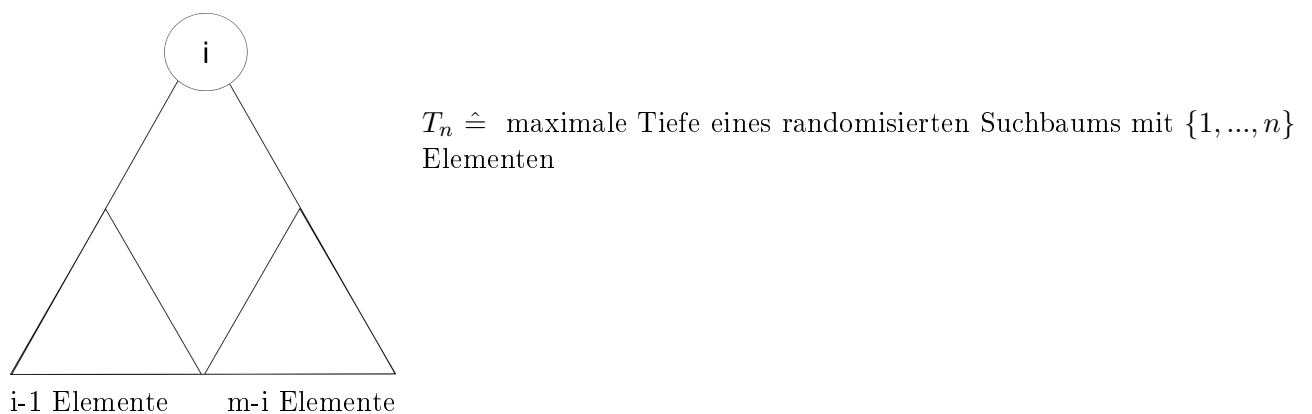 i
T_n ≙ maximale Tiefe eines randomisierten Suchbaums mit {1, ..., n}
Elementen
i-1 Elemente m-i Elemente